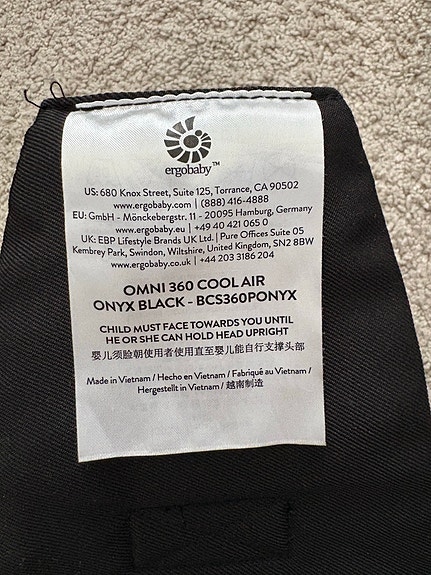 ergobaby™
US: 680 Knox Street, Suite 125, Torrance, CA 90502
www.ergobaby.com | (888) 416-4888
EU: GmbH - Mönckebergstr. 11 - 20095 Hamburg, Germany
www.ergobaby.eu | +49 40 421 065 0
UK: EBP Lifestyle Brands UK Ltd. | Pure Offices Suite 05
Kembrey Park, Swindon, Wiltshire, United Kingdom, SN2 8BW
www.ergobaby.co.uk | +44 203 3186 204
OMNI 360 COOL AIR
ONYX BLACK - BCS360PONYX
CHILD MUST FACE TOWARDS YOU UNTIL
HE OR SHE CAN HOLD HEAD UPRIGHT
婴儿须脸朝使用者使用直至婴儿能自行支撑头部
Made in Vietnam / Hecho en Vietnam / Fabriqué au Vietnam /
Hergestellt in Vietnam / 越南制造